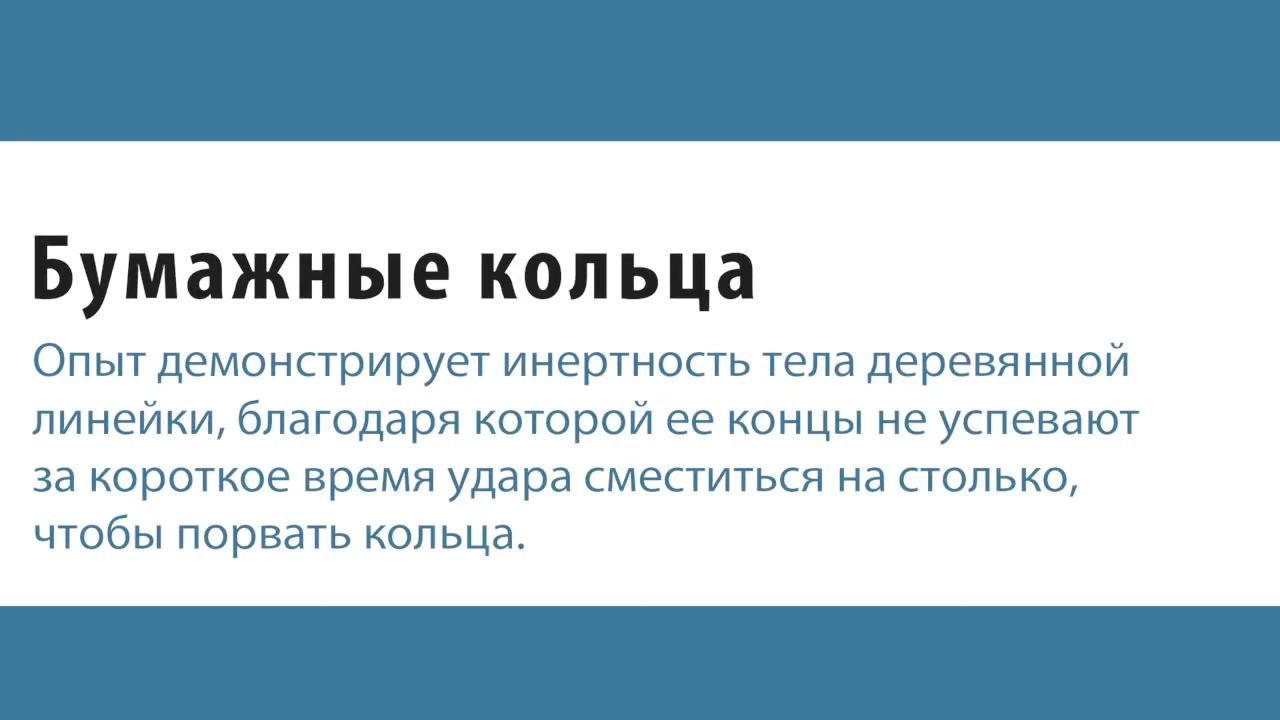 Бумажные кольца
Опыт демонстрирует инертность тела деревянной
линейки, благодаря которой ее концы не успевают
за короткое время удара сместиться на столько,
чтобы порвать кольца.